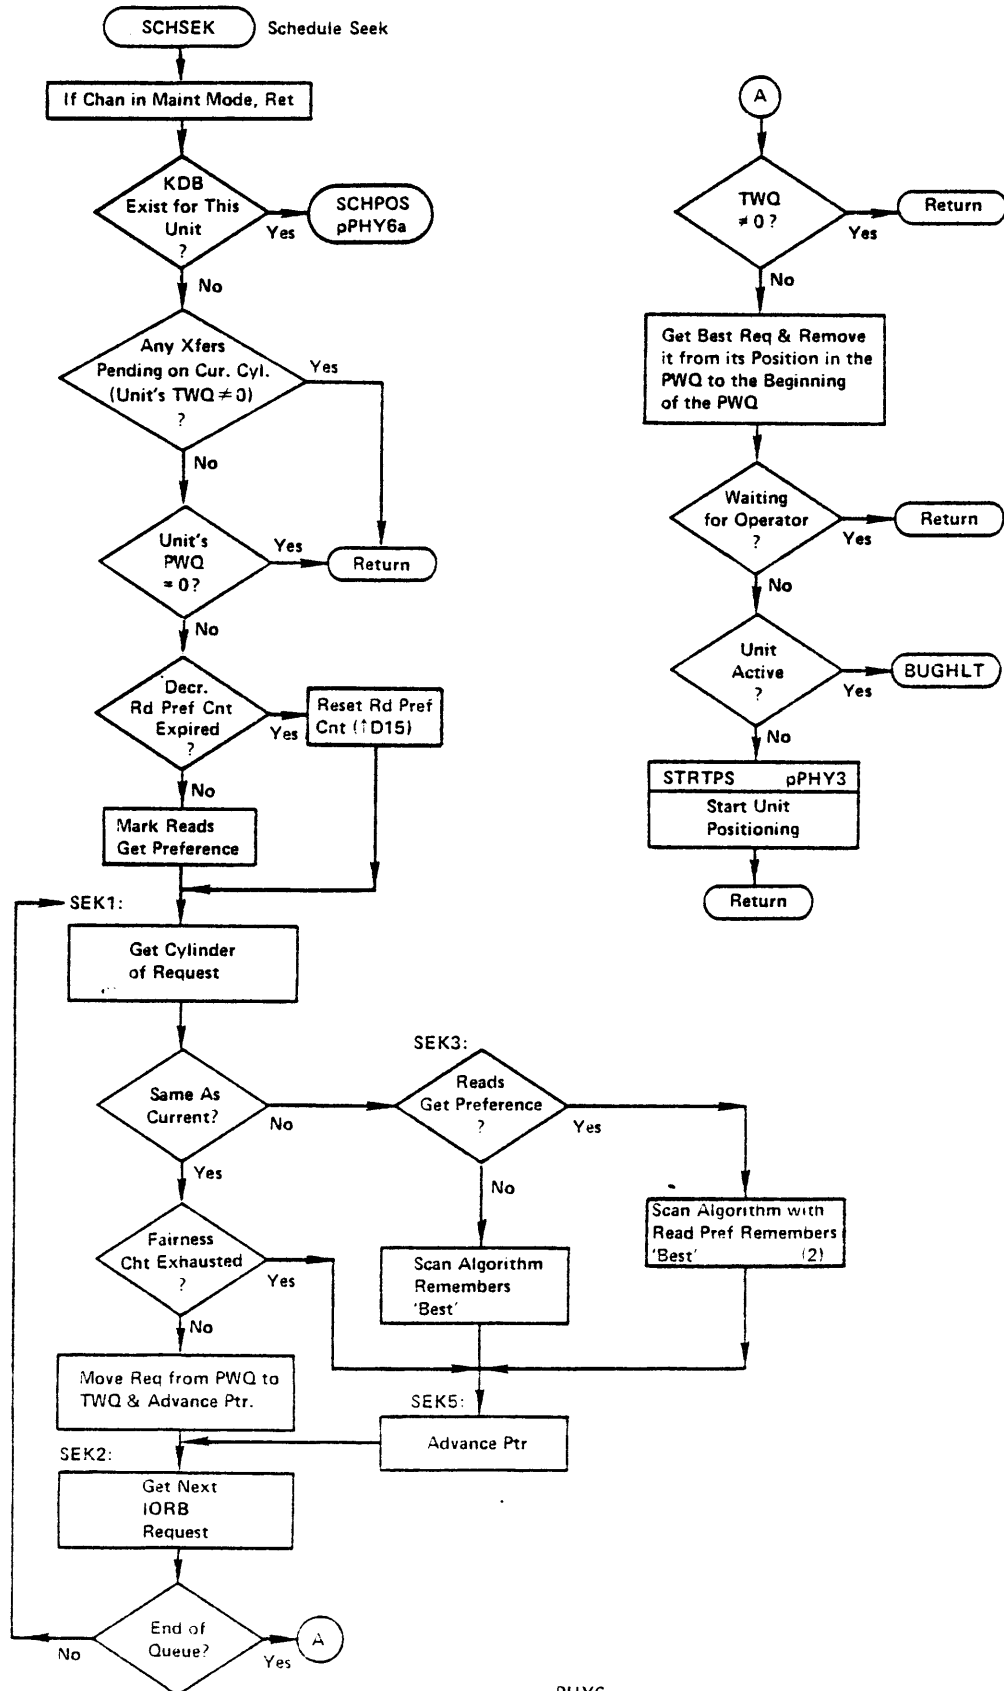 SCHSEK
Schedule Seek
If Chan in Maint Mode, Ret
KDB
Exist for This
Unit
?
Yes
SCHPOS
pPHY6a
No
Any Xfers
Pending on Cur. Cyl.
(Unit's TWQ ≠ 0)
?
Yes
No
Unit's
PWQ
= 0?
Yes
Return
No
Decr.
Rd Pref Cnt
Expired
?
Yes
Reset Rd Pref
Cnt (↑D15)
No
Mark Reads
Get Preference
SEK1:
Get Cylinder
of Request
Same As
Current?
No
Yes
SEK3:
Reads
Get Preference
?
Yes
No
Fairness
Cht Exhausted
?
Yes
No
Scan Algorithm
Remembers
'Best'
Scan Algorithm with
Read Pref Remembers
'Best' (2)
Move Req from PWQ to
TWQ & Advance Ptr.
SEK5:
Advance Ptr
SEK2:
Get Next
IORB
Request
End of
Queue?
No
Yes
A
A
TWQ
≠ 0?
Yes
Return
No
Get Best Req & Remove
it from its Position in the
PWQ to the Beginning
of the PWQ
Waiting
for Operator
?
Yes
Return
No
Unit
Active
?
Yes
BUGHLT
No
STRTPS pPHY3
Start Unit
Positioning
Return